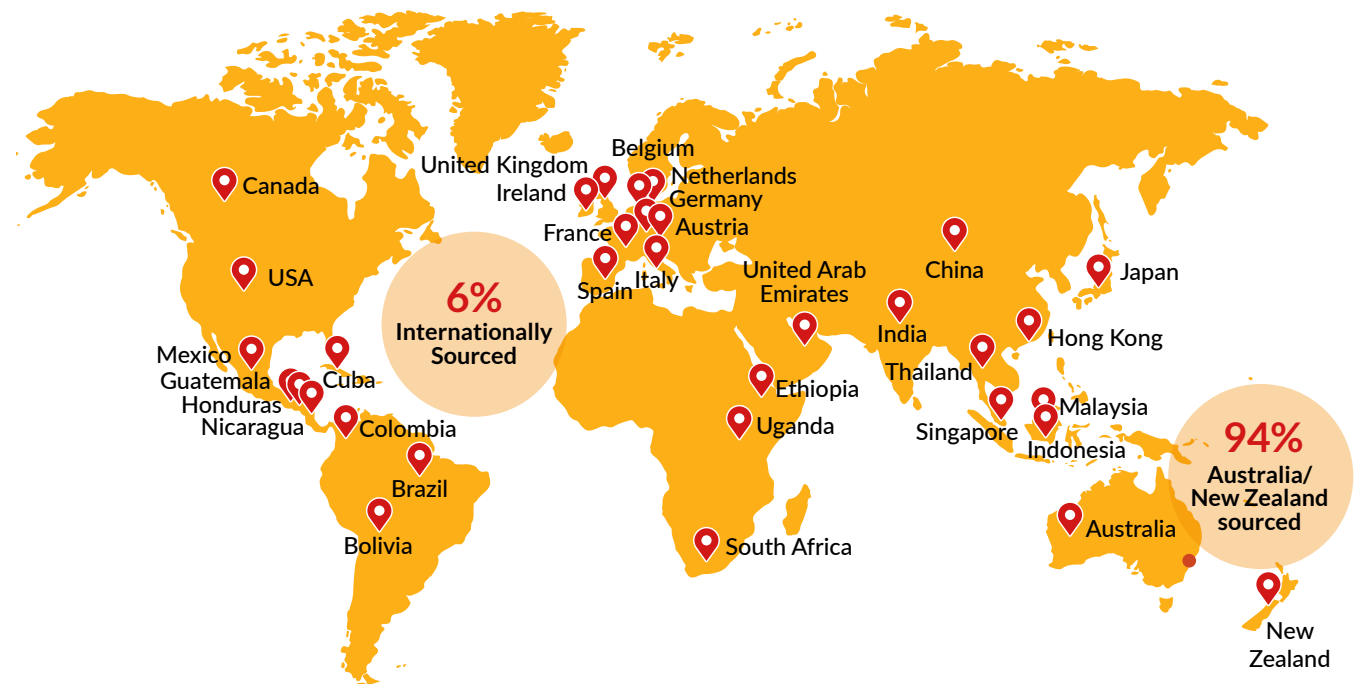 Belgium
United Kingdom
Netherlands
Ireland
Germany
Canada
France
Austria
USA
Spain
Italy
United Arab
Emirates
China
Japan
6%
Internationally
Sourced
India
Hong Kong
Mexico
Guatemala
Cuba
Thailand
Honduras
Nicaragua
Ethiopia
Colombia
Uganda
Malaysia
Singapore
Indonesia
94%
Australia/
New Zealand
sourced
Brazil
Bolivia
South Africa
Australia
New
Zealand